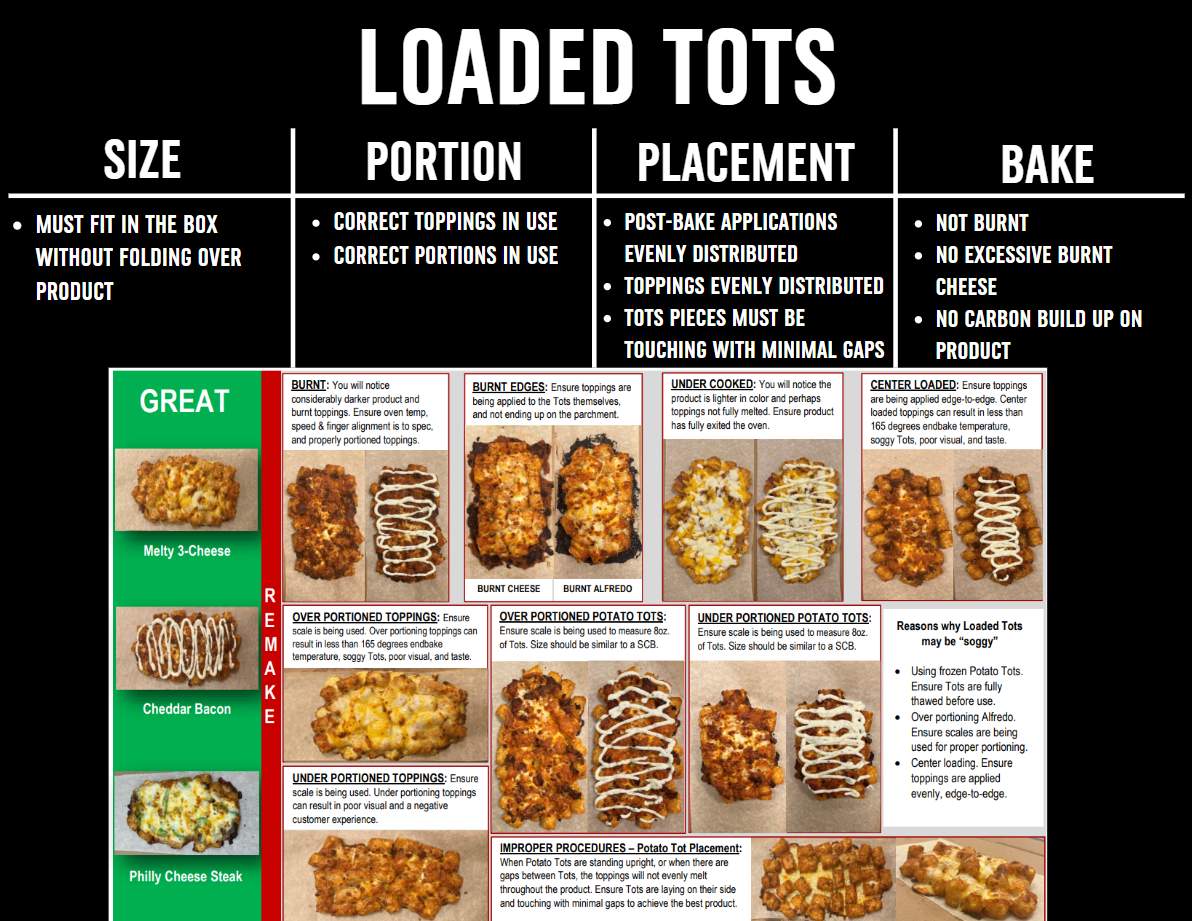 LOADED TOTS
SIZE
MUST FIT IN THE BOX
WITHOUT FOLDING OVER
PRODUCT
PORTION
CORRECT TOPPINGS IN USE
CORRECT PORTIONS IN USE
PLACEMENT
POST-BAKE APPLICATIONS
EVENLY DISTRIBUTED
TOPPINGS EVENLY DISTRIBUTED
TOTS PIECES MUST BE
TOUCHING WITH MINIMAL GAPS
BAKE
NOT BURNT
NO EXCESSIVE BURNT
CHEESE
NO CARBON BUILD UP ON
PRODUCT
GREAT
Melty 3-Cheese
Cheddar Bacon
Philly Cheese Steak
REMAKE
BURNT: You will notice
considerably darker product and
burnt toppings. Ensure oven temp,
speed & finger alignment is to spec,
and properly portioned toppings.
BURNT EDGES: Ensure toppings are
being applied to the Tots themselves,
and not ending up on the parchment.
BURNT CHEESE
BURNT ALFREDO
UNDER COOKED: You will notice the
product is lighter in color and perhaps
toppings not fully melted. Ensure product
has fully exited the oven.
CENTER LOADED: Ensure toppings
are being applied edge-to-edge. Center
loaded toppings can result in less than
165 degrees endbake temperature,
soggy Tots, poor visual, and taste.
OVER PORTIONED TOPPINGS: Ensure
scale is being used. Over portioning toppings can
result in less than 165 degrees endbake
temperature, soggy Tots, poor visual, and taste.
OVER PORTIONED POTATO TOTS:
Ensure scale is being used to measure 8oz.
of Tots. Size should be similar to a SCB.
UNDER PORTIONED POTATO TOTS:
Ensure scale is being used to measure 8oz.
of Tots. Size should be similar to a SCB.
Reasons why Loaded Tots
may be “soggy”
Using frozen Potato Tots.
Ensure Tots are fully
thawed before use.
Over portioning Alfredo.
Ensure scales are being
used for proper portioning.
Center loading. Ensure
toppings are applied
evenly, edge-to-edge.
UNDER PORTIONED TOPPINGS: Ensure
scale is being used. Under portioning toppings
can result in poor visual and a negative
customer experience.
IMPROPER PROCEDURES – Potato Tot Placement:
When Potato Tots are standing upright, or when there are
gaps between Tots, the toppings will not evenly melt
throughout the product. Ensure Tots are laying on their side
and touching with minimal gaps to achieve the best product.